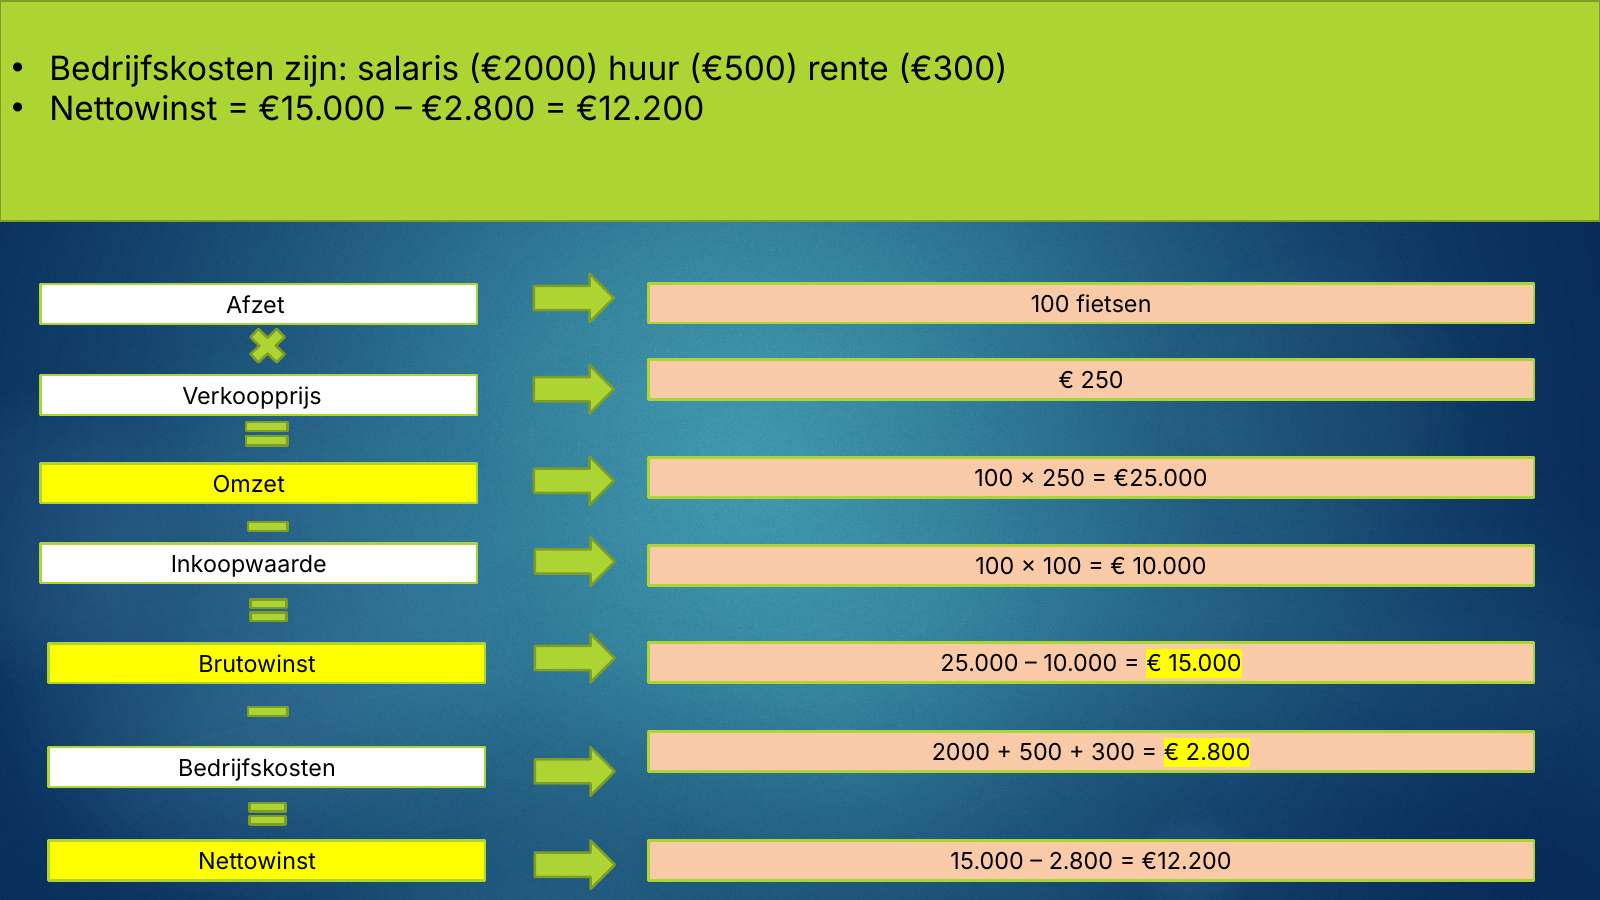 • Bedrijfskosten zijn: salaris (€2000) huur (€500) rente (€300)
• Nettowinst = €15.000 – €2.800 = €12.200
Afzet
100 fietsen
Verkoopprijs
€ 250
Omzet
100 × 250 = €25.000
Inkoopwaarde
100 × 100 = € 10.000
Brutowinst
25.000 – 10.000 = € 15.000
Bedrijfskosten
2000 + 500 + 300 = € 2.800
Nettowinst
15.000 – 2.800 = €12.200